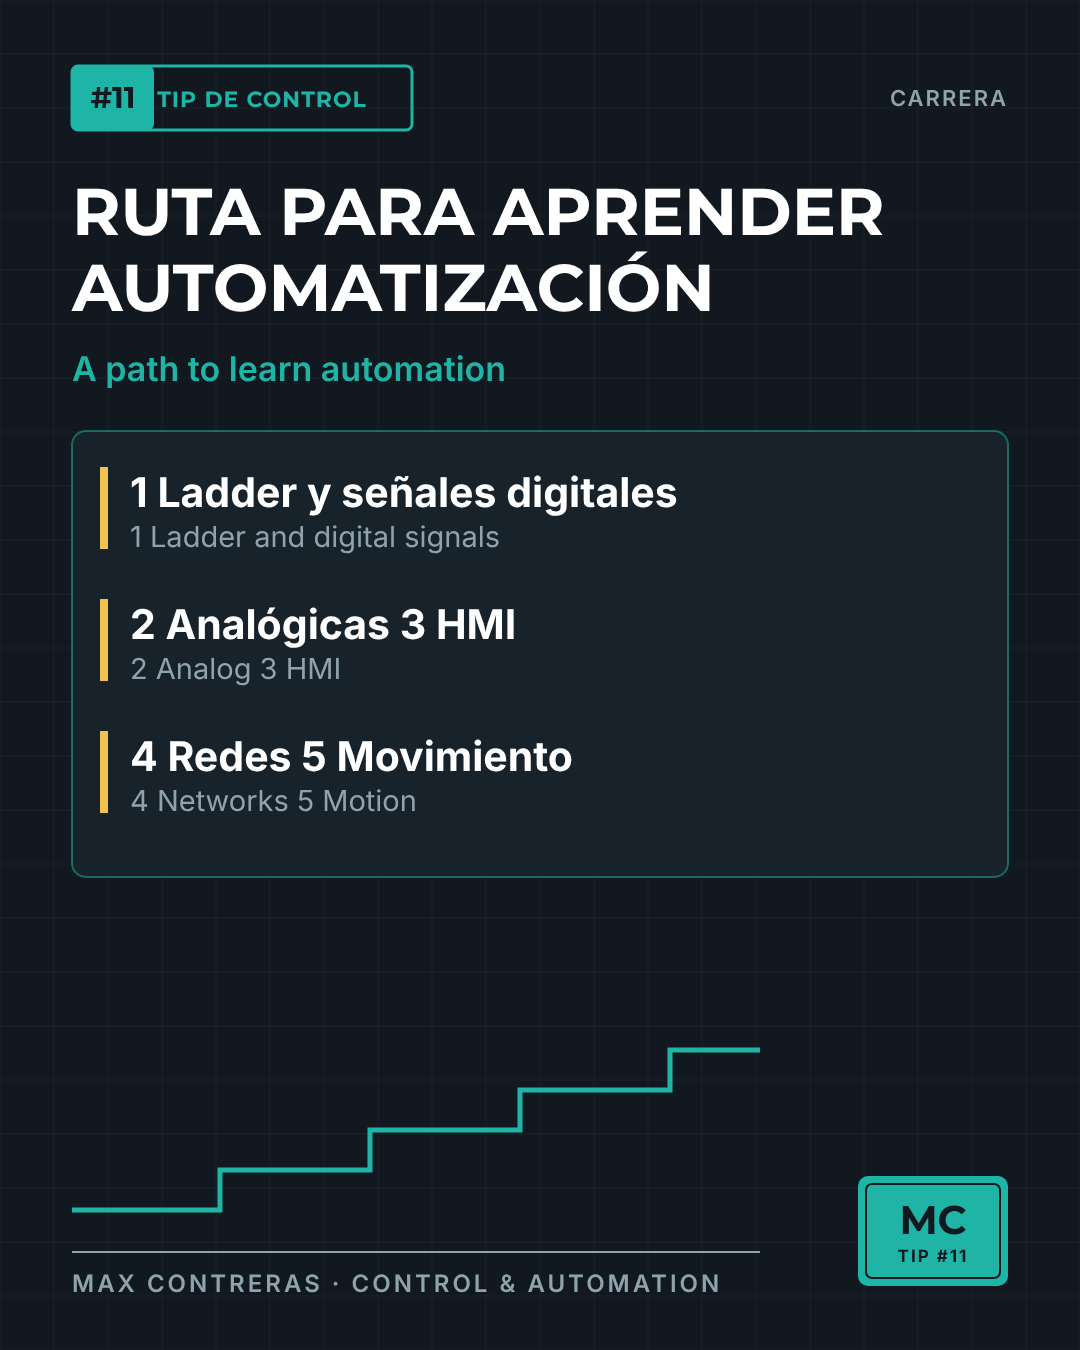 #11 TIP DE CONTROL
CARRERA
RUTA PARA APRENDER
AUTOMATIZACIÓN
A path to learn automation
1 Ladder y señales digitales
1 Ladder and digital signals
2 Analógicas 3 HMI
2 Analog 3 HMI
4 Redes 5 Movimiento
4 Networks 5 Motion
MC
TIP #11
MAX CONTRERAS · CONTROL & AUTOMATION